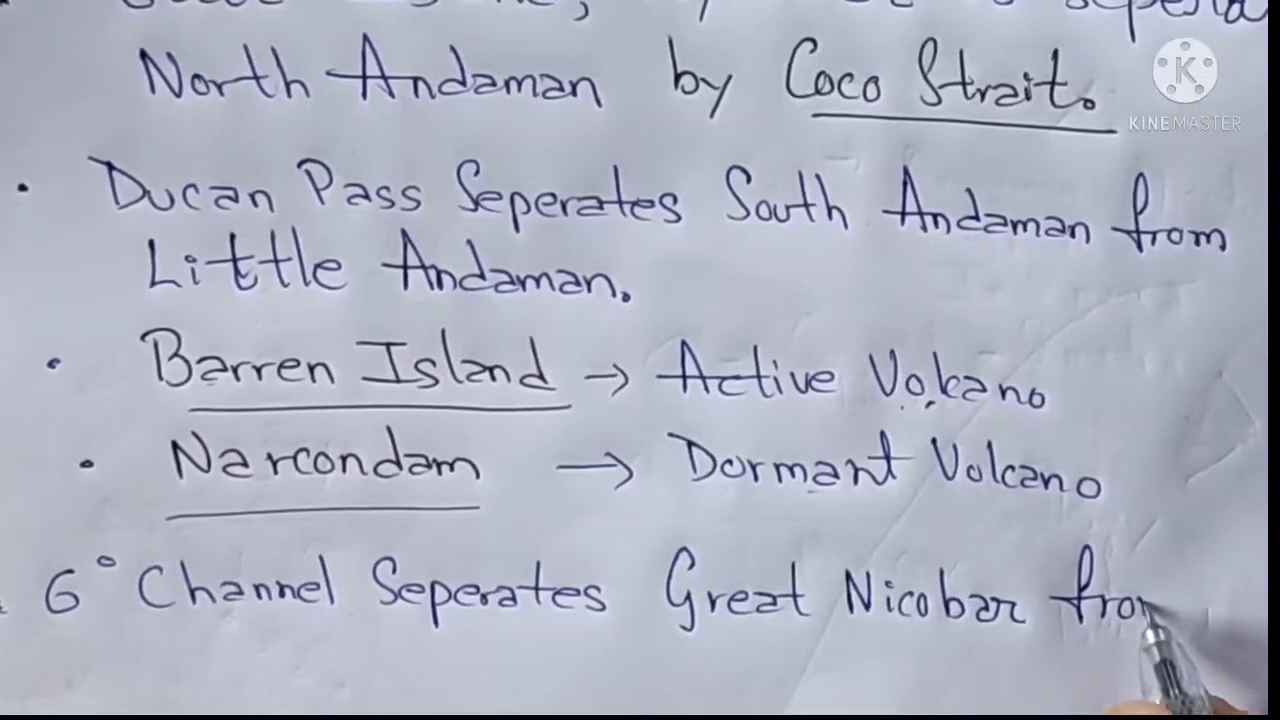 North Andaman by Coco Strait.
KINEMASTER
• Ducan Pass Seperates South Andaman from
Little Andaman.
• Barren Island → Active Volcano
• Narcondam → Dormant Volcano
6° Channel Seperates Great Nicobar fro